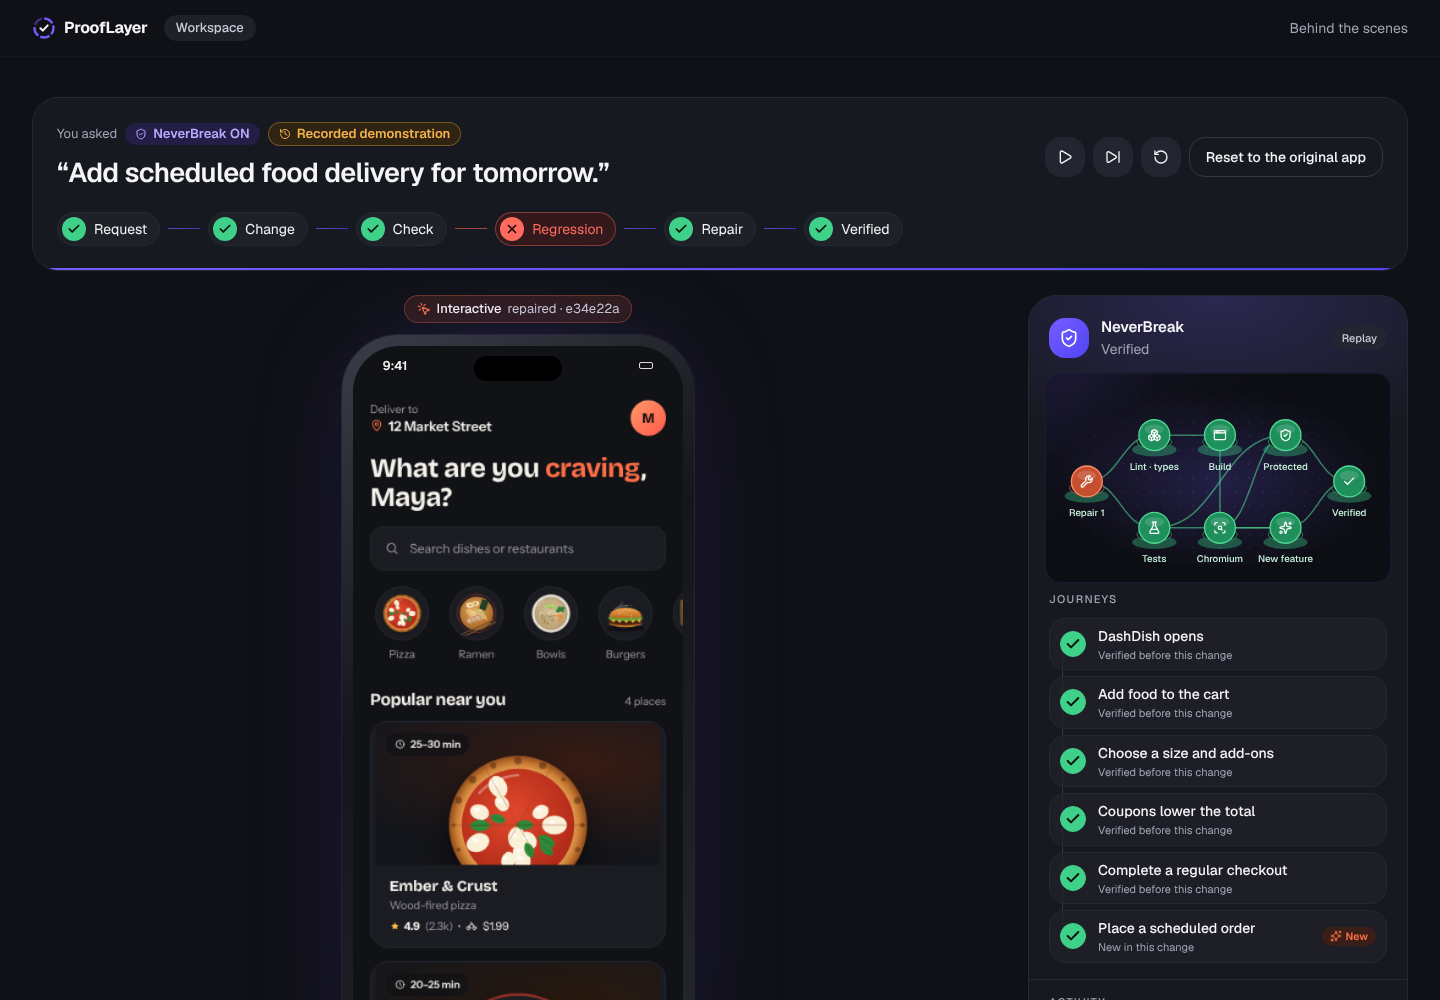 ProofLayer
Workspace
Behind the scenes
You asked
NeverBreak ON
Recorded demonstration
“Add scheduled food delivery for tomorrow.”
Reset to the original app
Request
Change
Check
Regression
Repair
Verified
Interactive repaired · e34e22a
9:41
Deliver to
12 Market Street
M
What are you craving,
Maya?
Search dishes or restaurants
Pizza
Ramen
Bowls
Burgers
Popular near you
4 places
25–30 min
Ember & Crust
Wood-fired pizza
4.9 (2.3k) • $1.99
20–25 min
NeverBreak
Verified
Replay
Lint · types
Build
Protected
Repair 1
Verified
Tests
Chromium
New feature
JOURNEYS
DashDish opens
Verified before this change
Add food to the cart
Verified before this change
Choose a size and add-ons
Verified before this change
Coupons lower the total
Verified before this change
Complete a regular checkout
Verified before this change
Place a scheduled order
New in this change
New